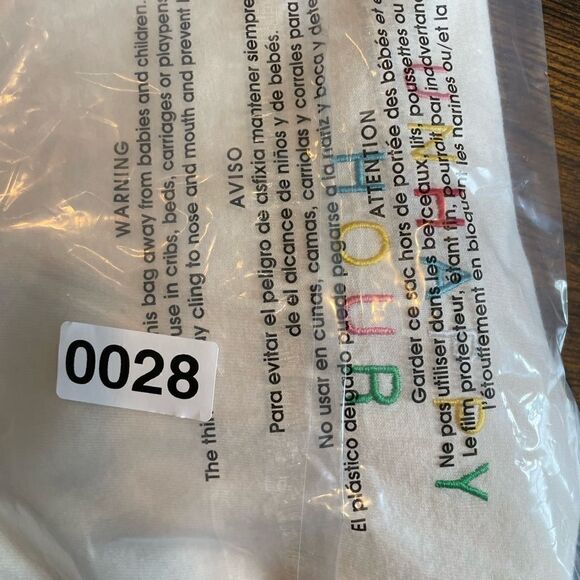 WARNING
his bag away from babies and children.
use in cribs, beds, carriages or playpens
The thi
y cling to nose and mouth and prevent
AVISO
Para evitar el peligro de asfixia mantener siempre
de el alcance de niños y de bebés.
No usar en cunas, camas, carriolas y corrales para
El plástico delgado puede pegarse a la nariz y boca y dete
ATTENTION
Garder ce sac hors de portée des bébés et
Ne pas utiliser dans les berceaux, lits, poussettes ou
Le film protecteur, étant fin, pourrait par inadvertanc
l'étouffement en bloquant les narines ou/et la
UNHAPPY
HOUR
0028